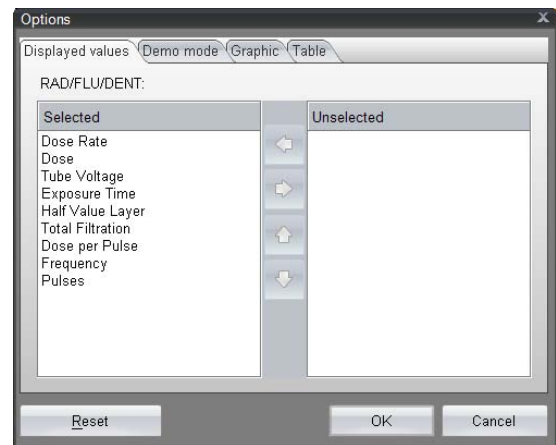 Options x
Displayed values Demo mode Graphic Table
RAD/FLU/DENT:
Selected Unselected
Dose Rate
Dose
Tube Voltage
Exposure Time
Half Value Layer
Total Filtration
Dose per Pulse
Frequency
Pulses
Reset OK Cancel